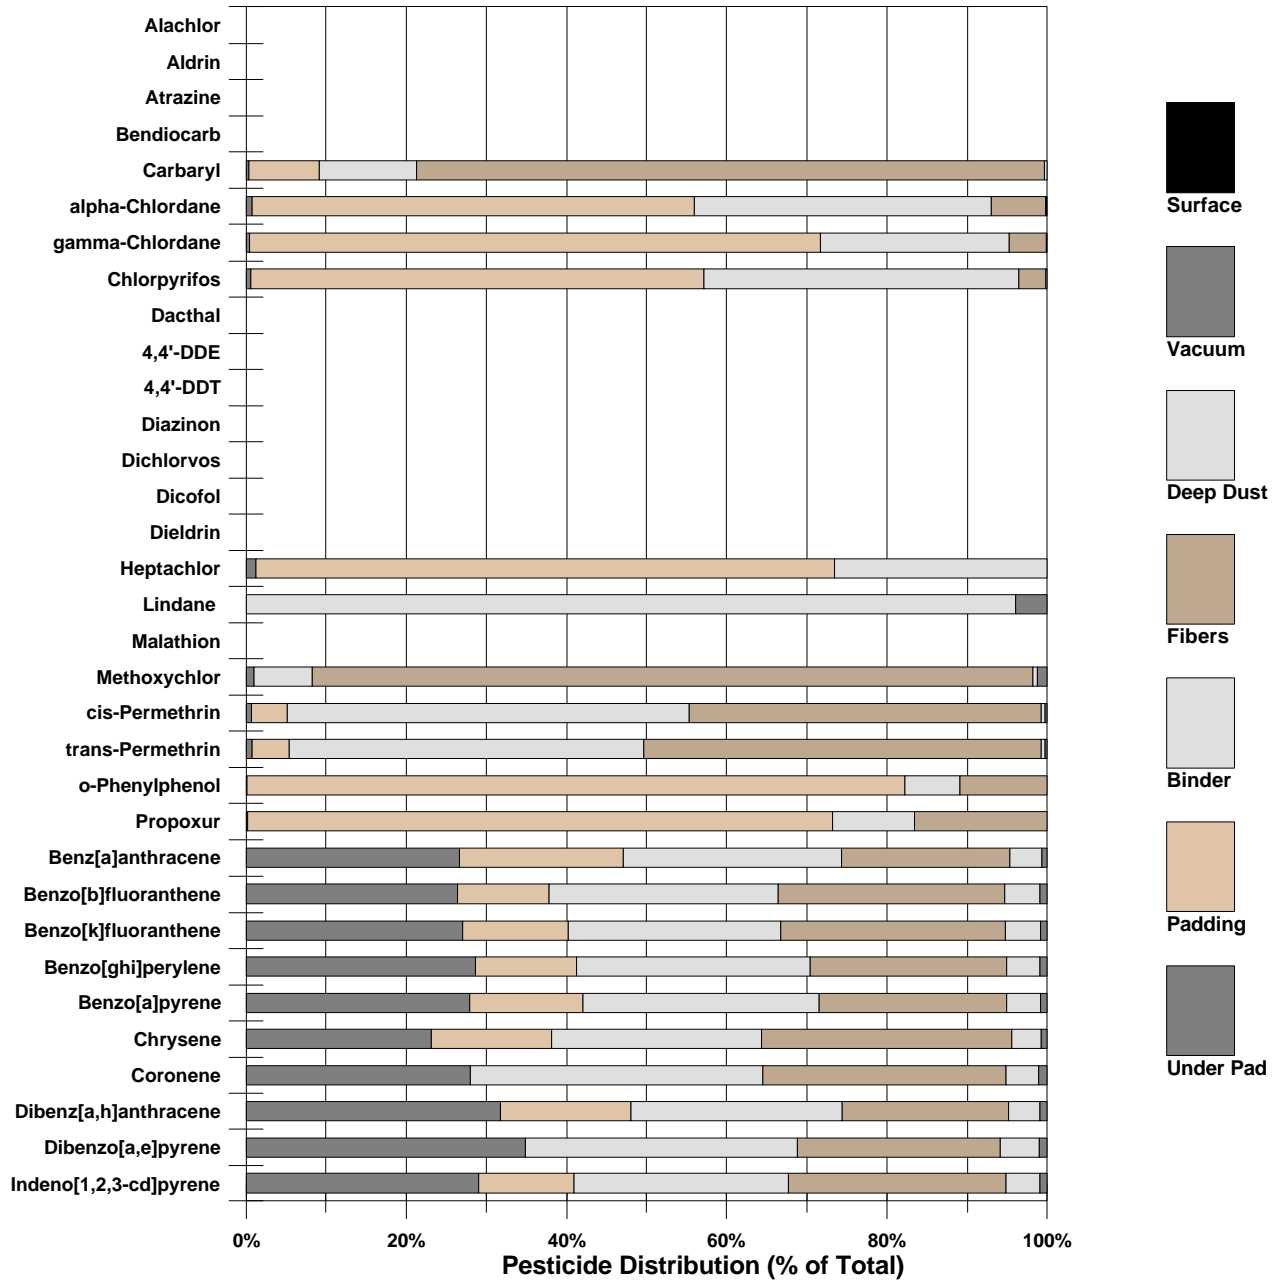 Alachlor
Aldrin
Atrazine
Bendiocarb
Carbaryl
alpha-Chlordane
gamma-Chlordane
Chlorpyrifos
Dacthal
4,4'-DDE
4,4'-DDT
Diazinon
Dichlorvos
Dicofol
Dieldrin
Heptachlor
Lindane
Malathion
Methoxychlor
cis-Permethrin
trans-Permethrin
o-Phenylphenol
Propoxur
Benz[a]anthracene
Benzo[b]fluoranthene
Benzo[k]fluoranthene
Benzo[ghi]perylene
Benzo[a]pyrene
Chrysene
Coronene
Dibenz[a,h]anthracene
Dibenzo[a,e]pyrene
Indeno[1,2,3-cd]pyrene
0% 20% 40% 60% 80% 100%
Pesticide Distribution (% of Total)
Surface
Vacuum
Deep Dust
Fibers
Binder
Padding
Under Pad